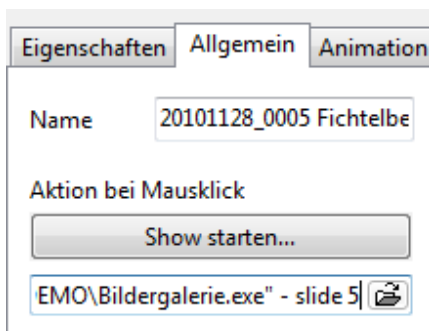 Eigenschaften Allgemein Animation
Name 20101128_0005 Fichtelbe
Aktion bei Mausklick
Show starten...
EMO\Bildergalerie.exe" - slide 5